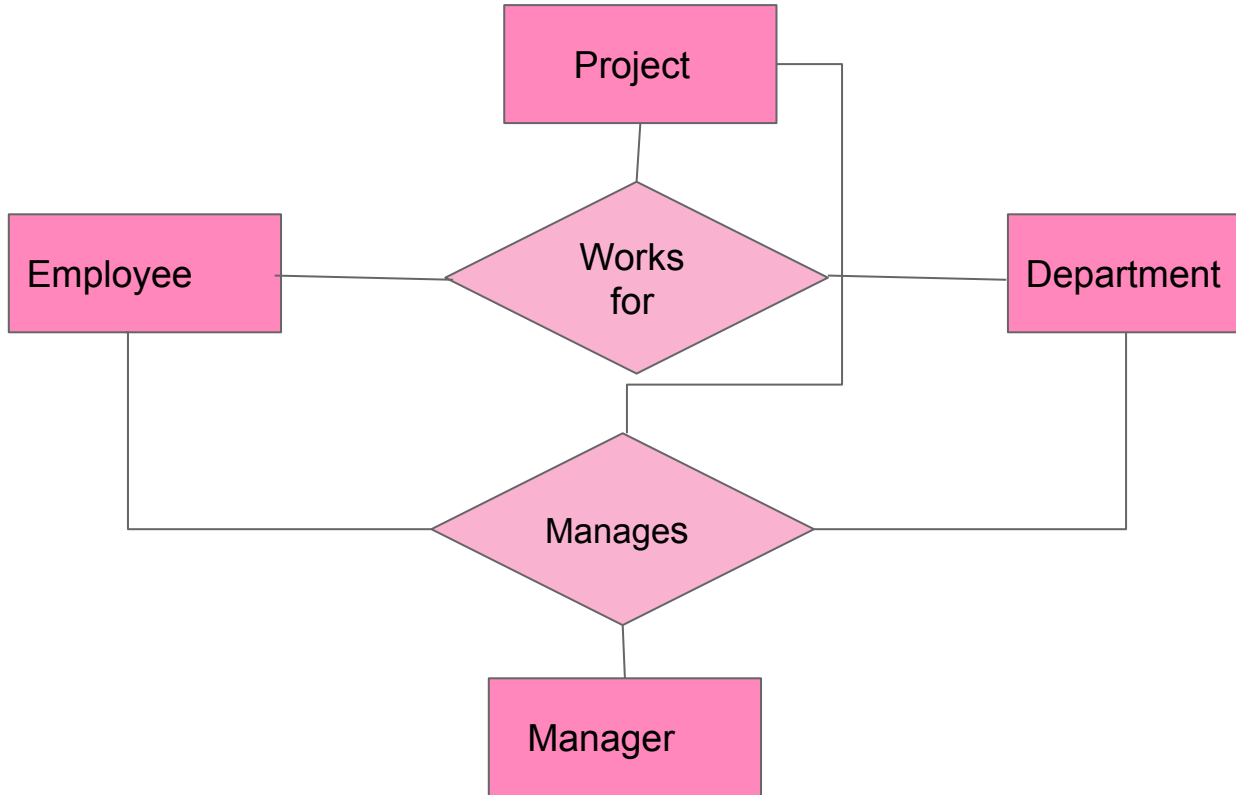 Project
Employee
Works
for
Department
Manages
Manager